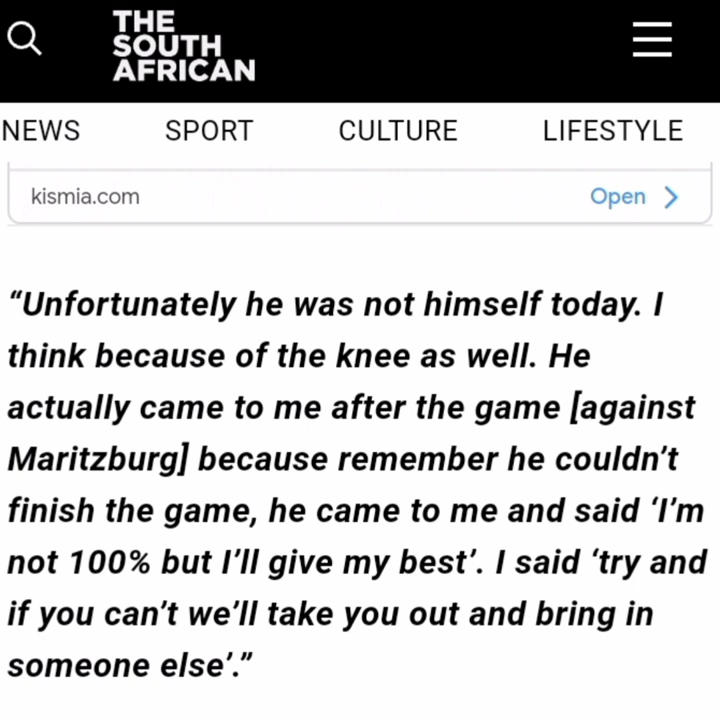 THE
SOUTH
AFRICAN
NEWS SPORT CULTURE LIFESTYLE
kismia.com Open
“Unfortunately he was not himself today. I
think because of the knee as well. He
actually came to me after the game [against
Maritzburg] because remember he couldn’t
finish the game, he came to me and said ‘I’m
not 100% but I’ll give my best’. I said ‘try and
if you can’t we’ll take you out and bring in
someone else’.”